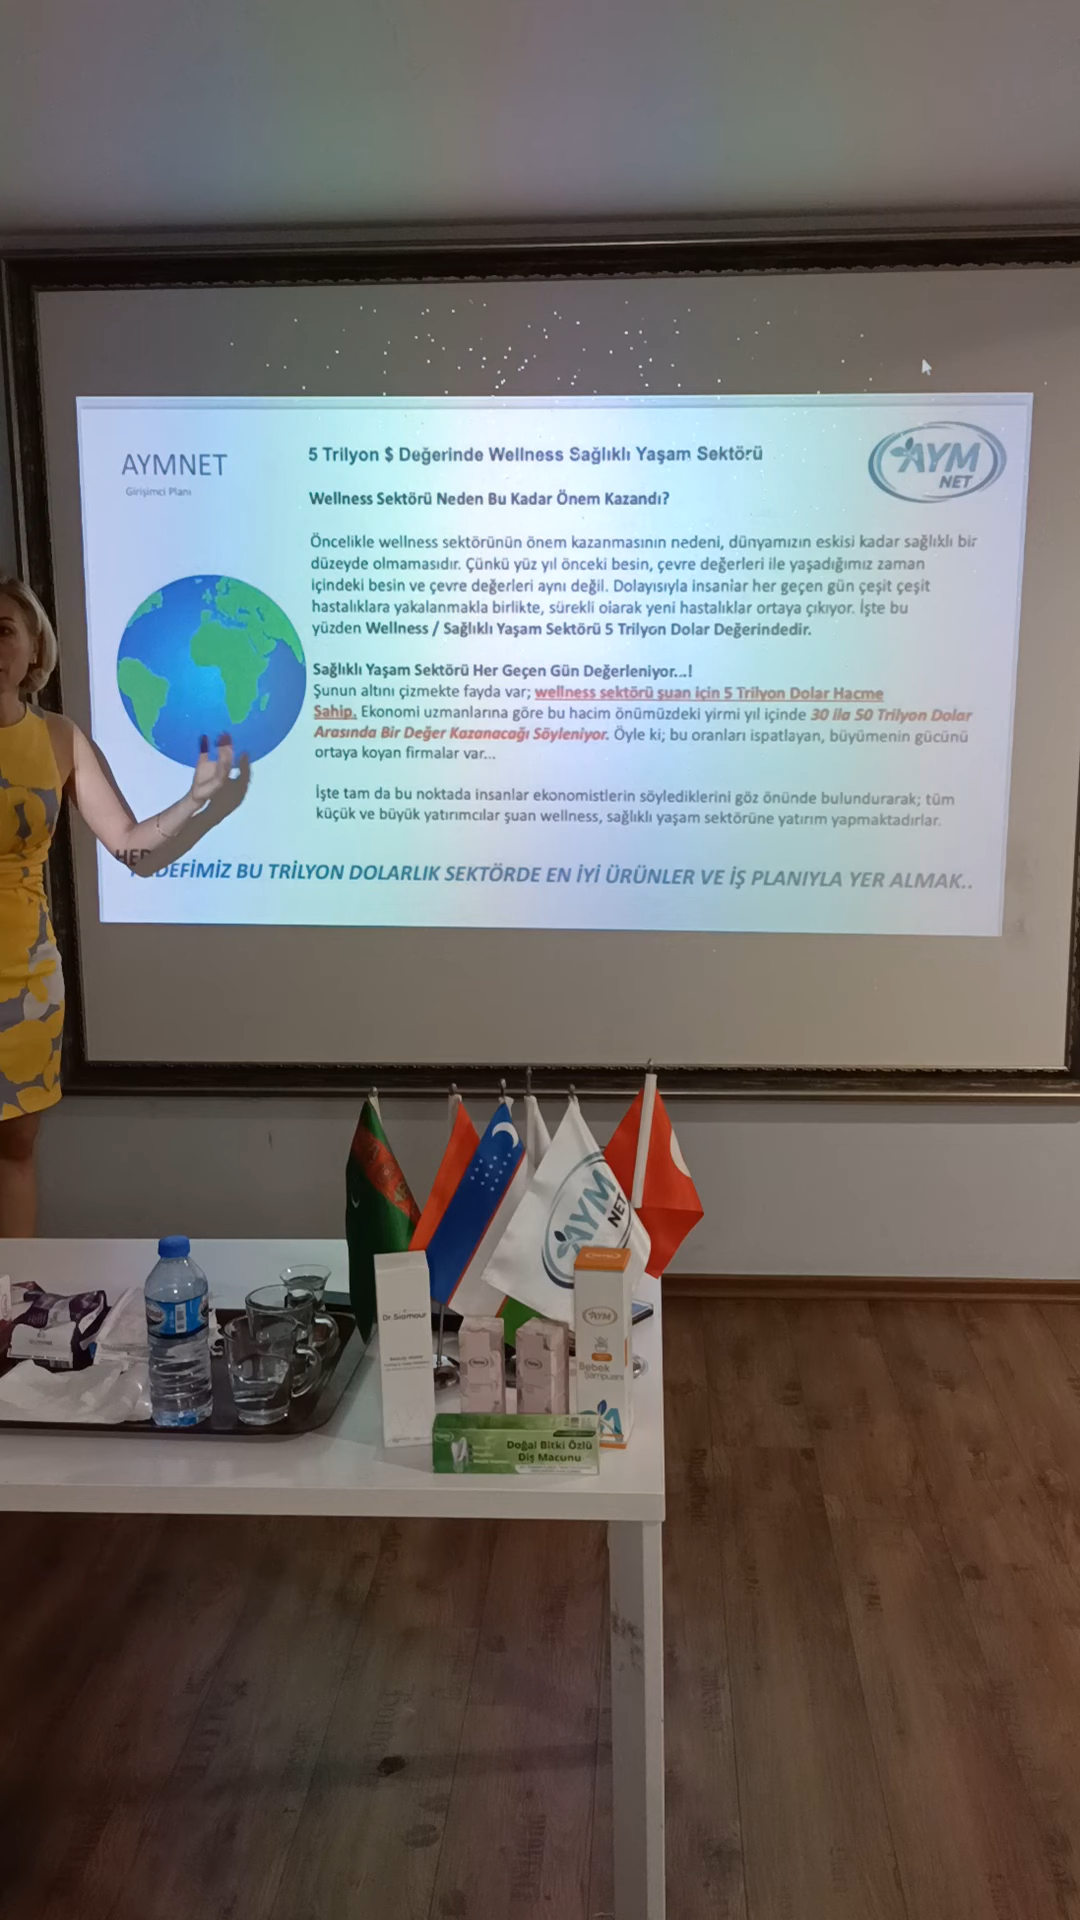 AYMNET
Girişimci Planı
5 Trilyon $ Değerinde Wellness Sağlıklı Yaşam Sektörü
AYM
NET
Wellness Sektörü Neden Bu Kadar Önem Kazandı?
Öncelikle wellness sektörünün önem kazanmasının nedeni, dünyamızın eskisi kadar sağlıklı bir
düzeyde olmamasıdır. Çünkü yüz yıl önceki besin, çevre değerleri ile yaşadığımız zaman
içindeki besin ve çevre değerleri aynı değil. Dolayısıyla insanlar her geçen gün çeşit çeşit
hastalıklara yakalanmakla birlikte, sürekli olarak yeni hastalıklar ortaya çıkıyor. İşte bu
yüzden Wellness / Sağlıklı Yaşam Sektörü 5 Trilyon Dolar Değerindedir.
Sağlıklı Yaşam Sektörü Her Geçen Gün Değerleniyor...!
Şunun altını çizmekte fayda var; wellness sektörü şuan için 5 Trilyon Dolar Hacme
Sahip. Ekonomi uzmanlarına göre bu hacim önümüzdeki yirmi yıl içinde 30 ila 50 Trilyon Dolar
Arasında Bir Değer Kazanacağı Söyleniyor. Öyle ki; bu oranları ispatlayan, büyümenin gücünü
ortaya koyan firmalar var...
İşte tam da bu noktada insanlar ekonomistlerin söylediklerini göz önünde bulundurarak; tüm
küçük ve büyük yatırımcılar şuan wellness, sağlıklı yaşam sektörüne yatırım yapmaktadırlar.
HEDEFİMİZ BU TRİLYON DOLARLIK SEKTÖRDE EN İYİ ÜRÜNLER VE İŞ PLANIYLA YER ALMAK..
AYM
NET
Dr.Siamour
AYM
Bebek
Şampuanı
Doğal Bitki Özlü
Diş Macunu